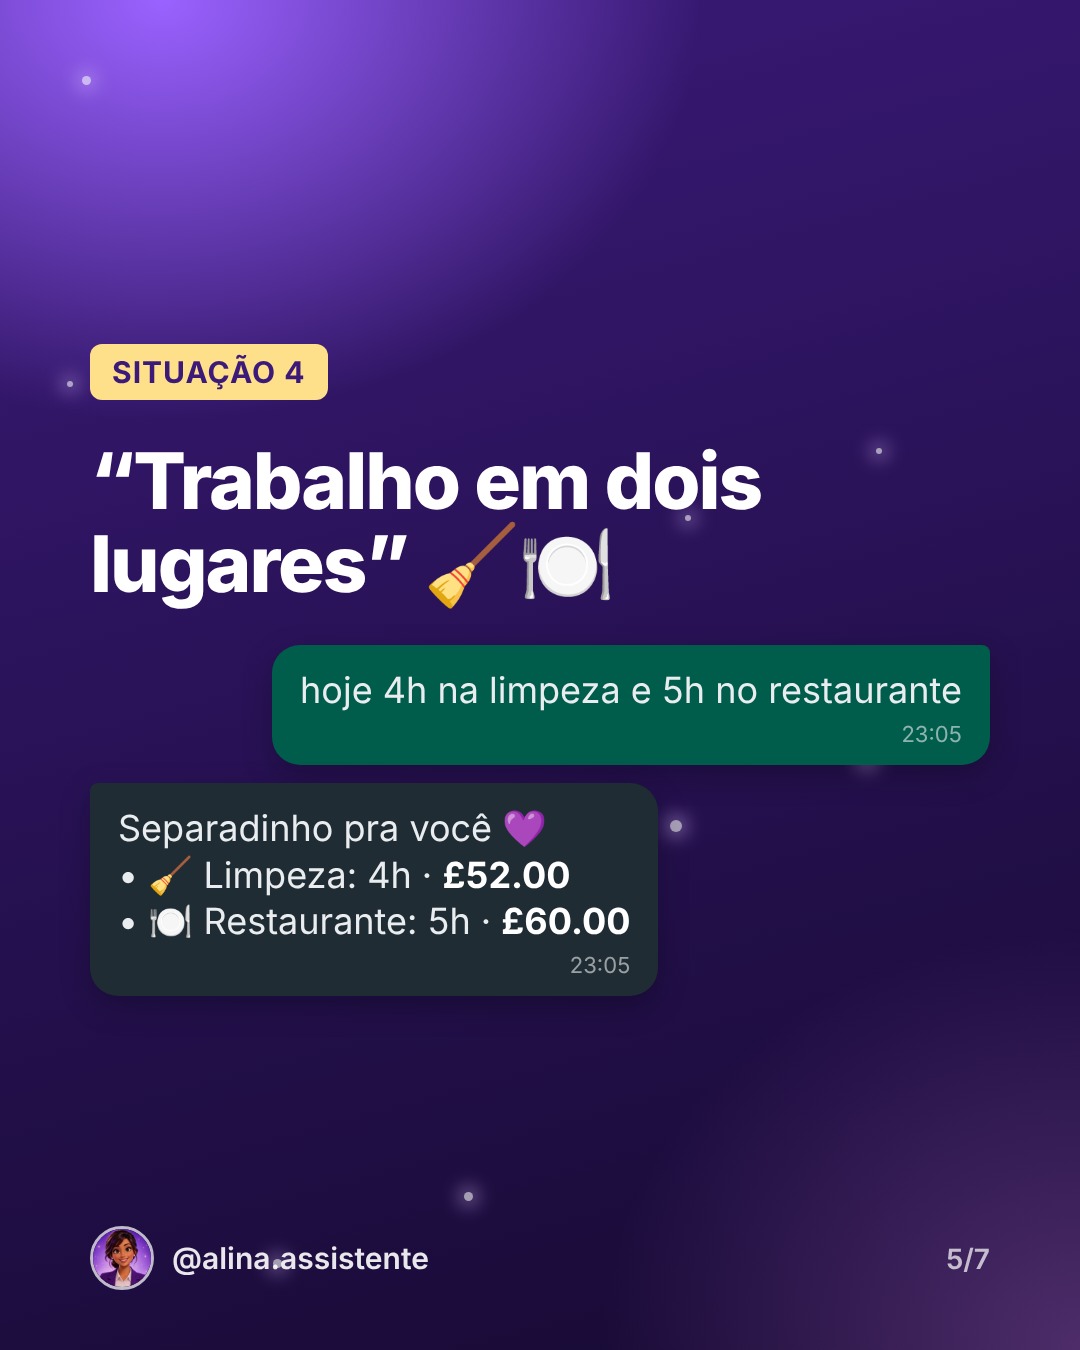 SITUAÇÃO 4
“Trabalho em dois
lugares” 🧹🍽️
hoje 4h na limpeza e 5h no restaurante
23:05
Separadinho pra você 💜
• 🧹 Limpeza: 4h · £52.00
• 🍽️ Restaurante: 5h · £60.00
23:05
@alina.assistente
5/7